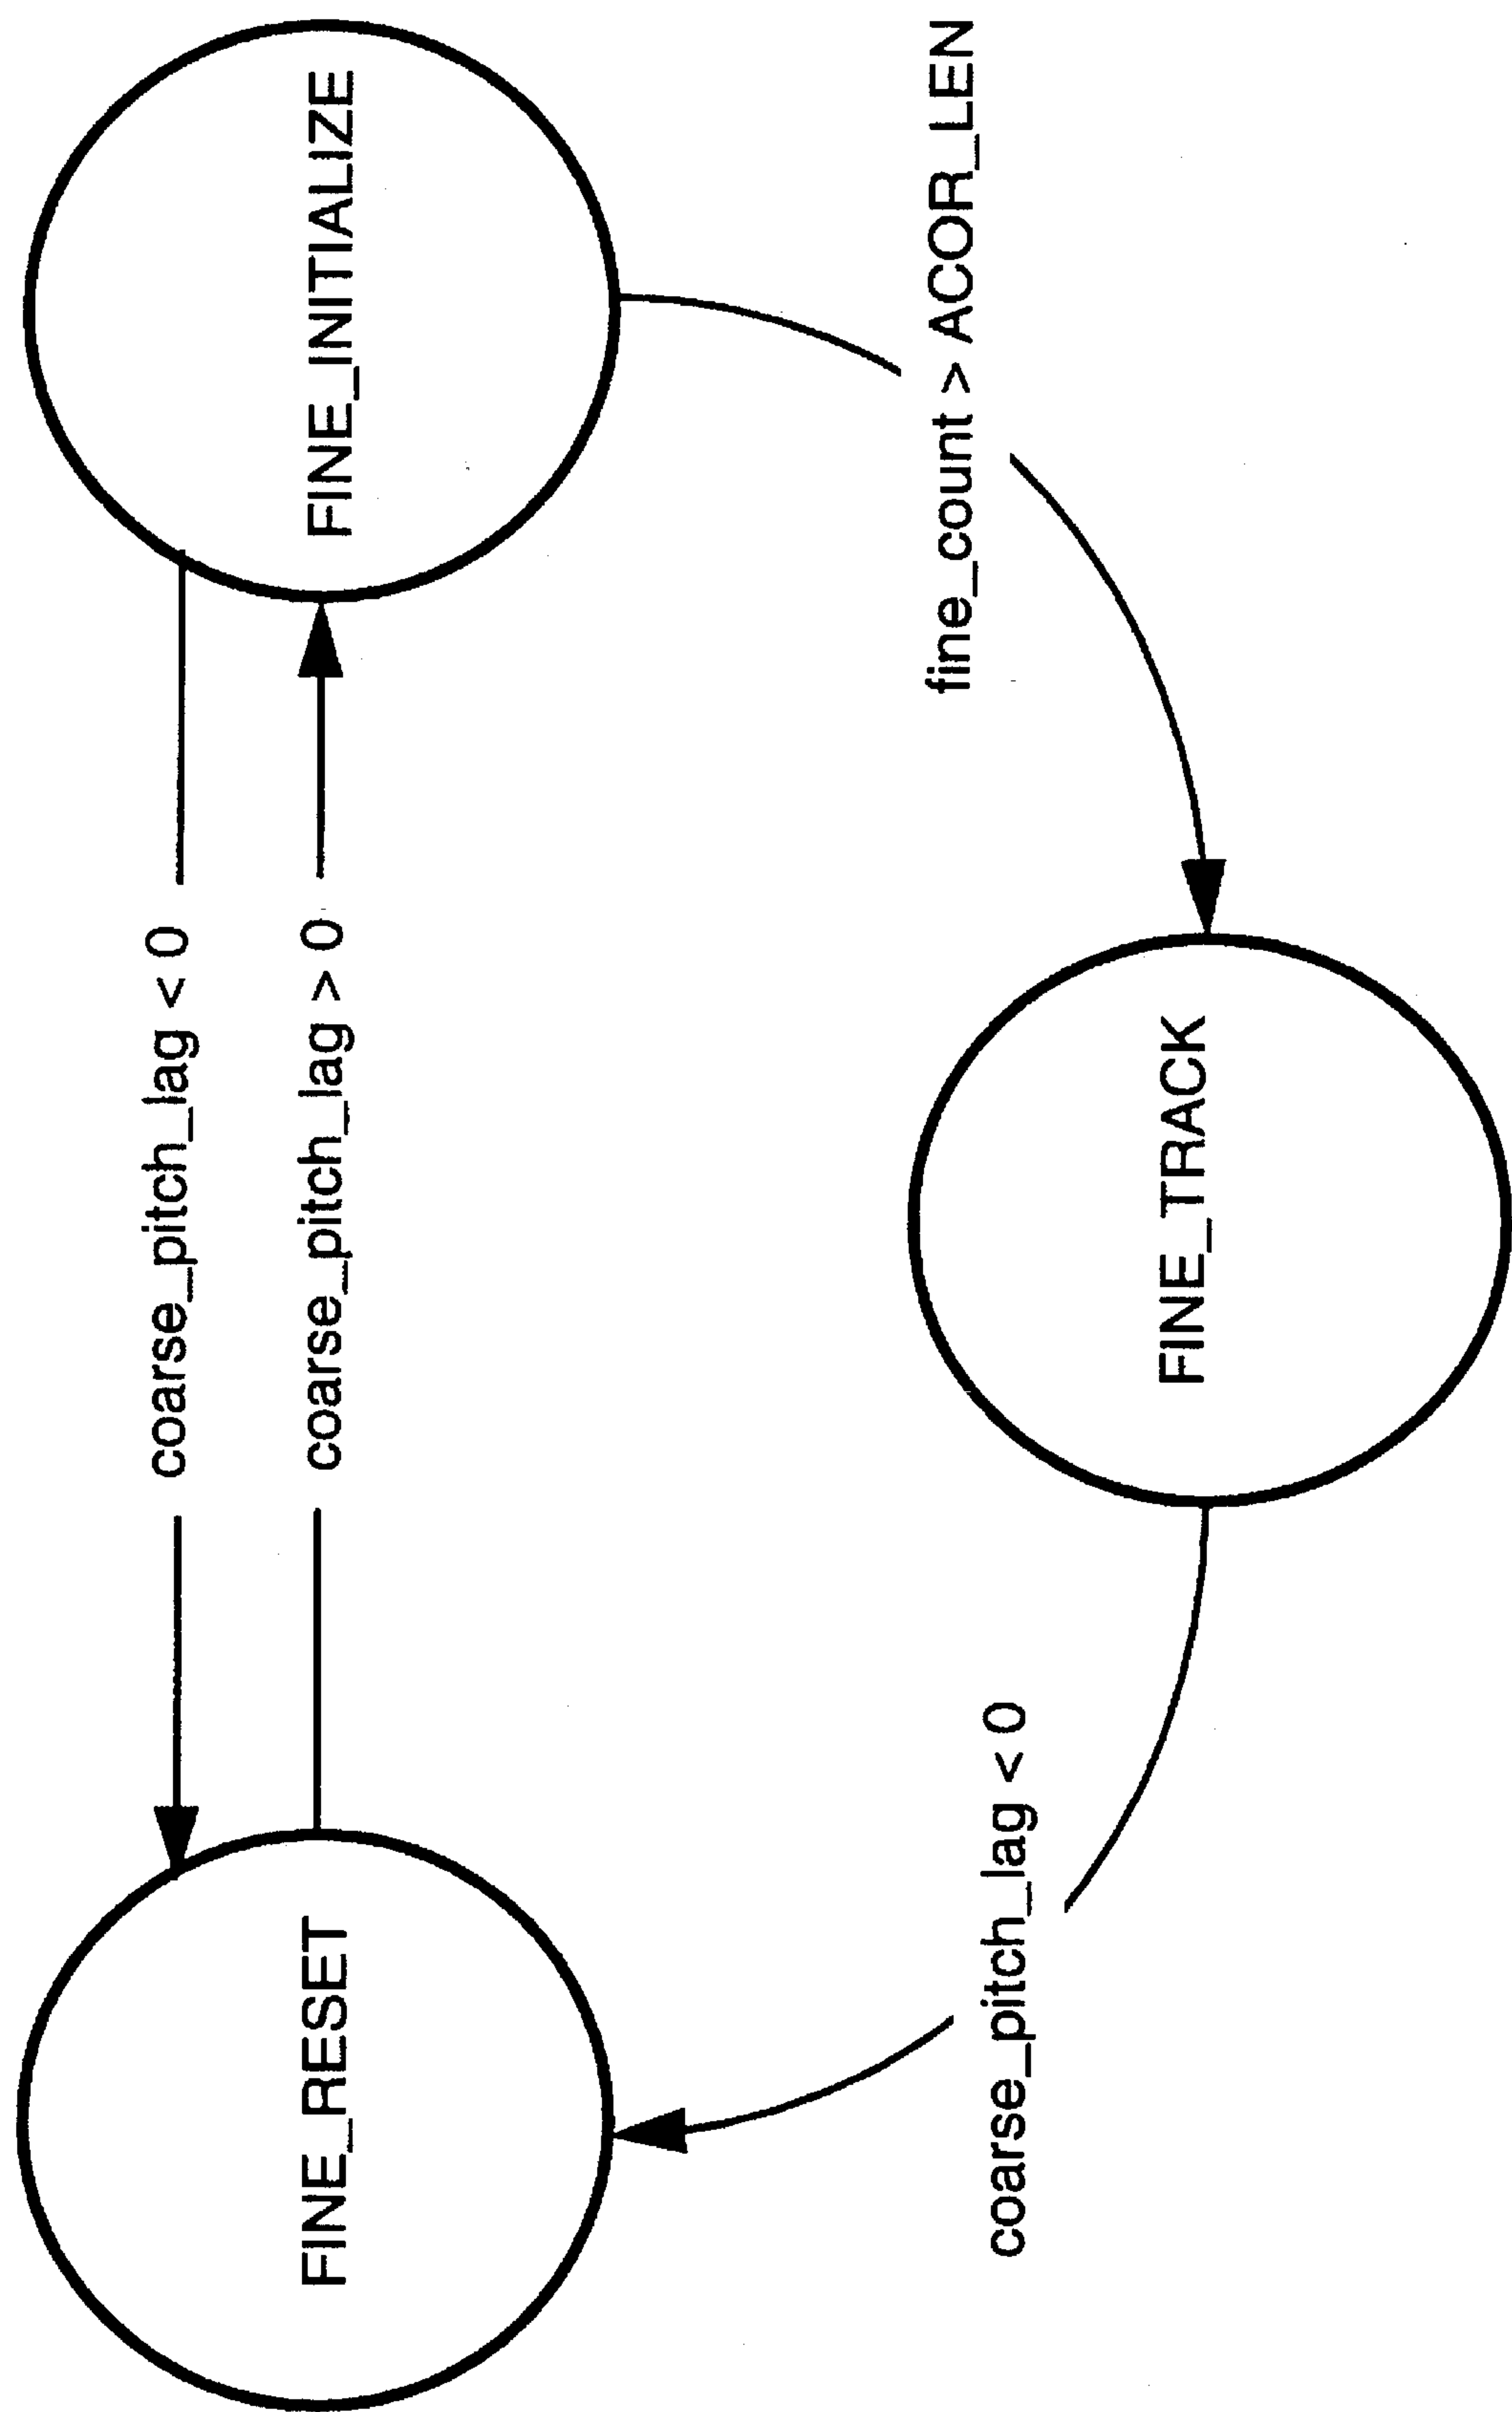 coarse_pitch_lag < 0
FINE_RESET
coarse_pitch_lag > 0
FINE_INITIALIZE
coarse_pitch_lag < 0
fine_count > ACOR_LEN
FINE_TRACK